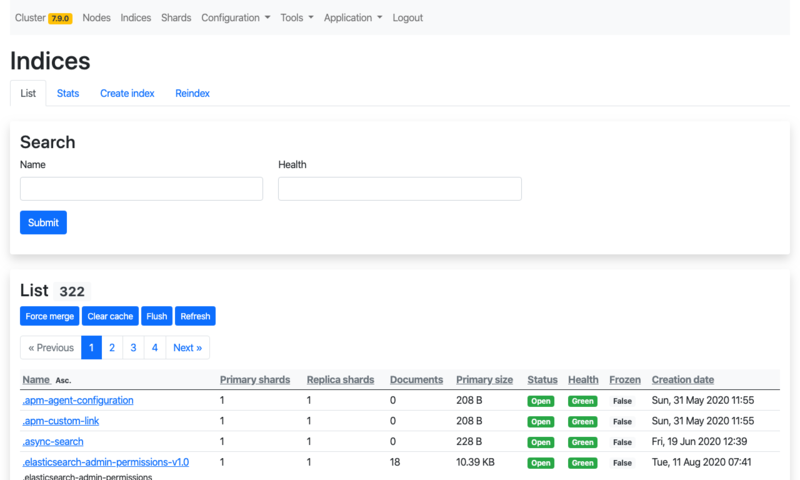 Cluster 7.9.0 Nodes Indices Shards Configuration Tools Application Logout
Indices
List Stats Create index Reindex
Search
Name Health
Submit
List 322
Force merge Clear cache Flush Refresh
« Previous 1 2 3 4 Next »
Name Asc. Primary shards Replica shards Documents Primary size Status Health Frozen Creation date
.apm-agent-configuration 1 1 0 208 B Open Green False Sun, 31 May 2020 11:55
.apm-custom-link 1 1 0 208 B Open Green False Sun, 31 May 2020 11:55
.async-search 1 1 0 228 B Open Green False Fri, 19 Jun 2020 12:39
.elasticsearch-admin-permissions-v1.0 1 1 18 10.39 KB Open Green False Tue, 11 Aug 2020 07:41
.elasticsearch-admin-permissions